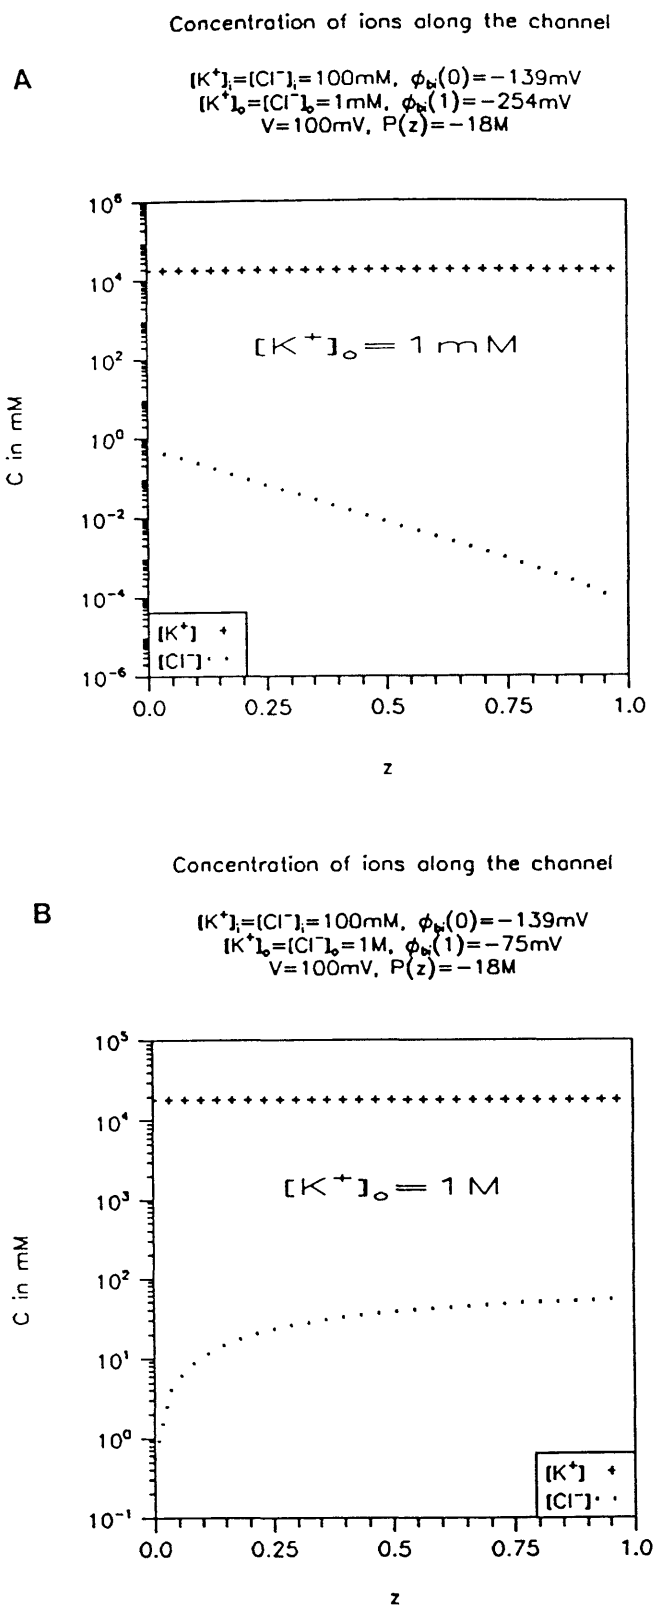 Concentration of ions along the channel
A
[K⁺]ᵢ=[Cl⁻]ᵢ=100mM, ϕbi(0)=−139mV
[K⁺]ₒ=[Cl⁻]ₒ=1mM, ϕbi(1)=−254mV
V=100mV, P(z)=−18M
10⁶
10⁴
[K⁺]ₒ=1mM
10²
C in mM
10⁰
10⁻²
10⁻⁴
[K⁺] +
[Cl⁻]· ·
10⁻⁶
0.0 0.25 0.5 0.75 1.0
z
Concentration of ions along the channel
B
[K⁺]ᵢ=[Cl⁻]ᵢ=100mM, ϕbi(0)=−139mV
[K⁺]ₒ=[Cl⁻]ₒ=1M, ϕbi(1)=−75mV
V=100mV, P(z)=−18M
10⁵
10⁴
[K⁺]ₒ=1M
10³
C in mM
10²
10¹
10⁰
[K⁺] +
[Cl⁻]· ·
10⁻¹
0.0 0.25 0.5 0.75 1.0
z